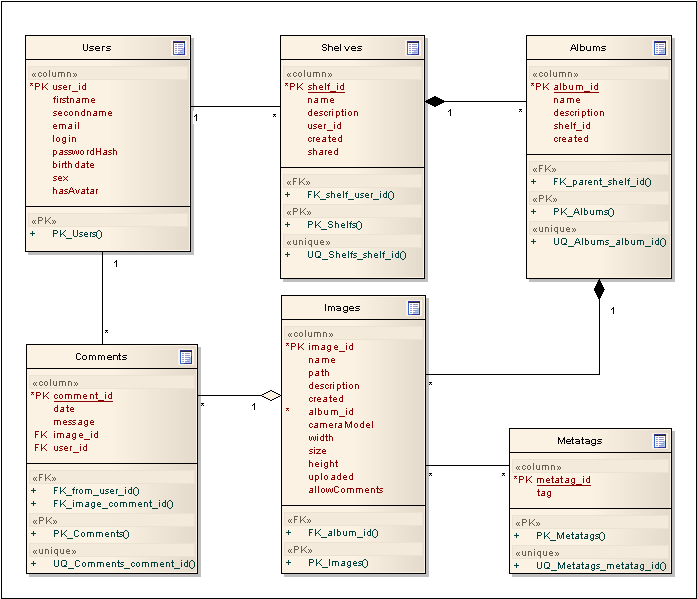 Users
«column»
*PK user_id
firstname
secondname
email
login
passwordHash
birthdate
sex
hasAvatar
«PK»
+ PK_Users()
1
*
Shelves
«column»
*PK shelf_id
name
description
user_id
created
shared
«FK»
+ FK_shelf_user_id()
«PK»
+ PK_Shelfs()
«unique»
+ UQ_Shelfs_shelf_id()
1
*
Albums
«column»
*PK album_id
name
description
shelf_id
created
«FK»
+ FK_parent_shelf_id()
«PK»
+ PK_Albums()
«unique»
+ UQ_Albums_album_id()
1
*
1
*
Comments
«column»
*PK comment_id
date
message
FK image_id
FK user_id
«FK»
+ FK_from_user_id()
+ FK_image_comment_id()
«PK»
+ PK_Comments()
«unique»
+ UQ_Comments_comment_id()
*
1
Images
«column»
*PK image_id
name
path
description
created
* album_id
cameraModel
width
size
height
uploaded
allowComments
«FK»
+ FK_album_id()
«PK»
+ PK_Images()
*
*
Metatags
«column»
*PK metatag_id
tag
«PK»
+ PK_Metatags()
«unique»
+ UQ_Metatags_metatag_id()